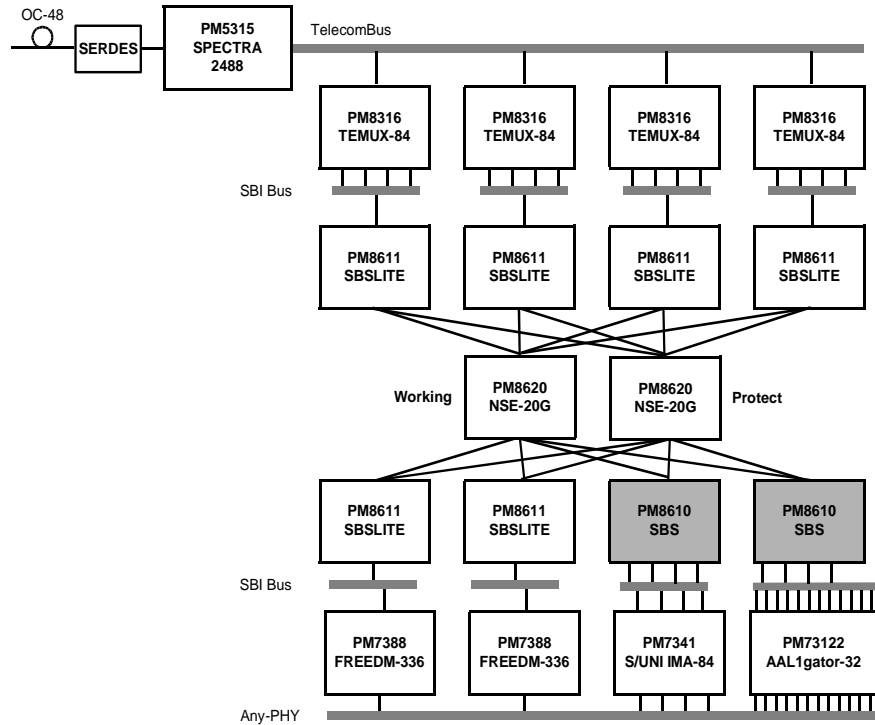 OC-48
SERDES
PM5315
SPECTRA
2488
TelecomBus
PM8316
TEMUX-84
PM8316
TEMUX-84
PM8316
TEMUX-84
PM8316
TEMUX-84
SBI Bus
PM8611
SBSLITE
PM8611
SBSLITE
PM8611
SBSLITE
PM8611
SBSLITE
Working
PM8620
NSE-20G
PM8620
NSE-20G
Protect
PM8611
SBSLITE
PM8611
SBSLITE
PM8610
SBS
PM8610
SBS
SBI Bus
PM7388
FREEDM-336
PM7388
FREEDM-336
PM7341
S/UNI IMA-84
PM73122
AAL1gator-32
Any-PHY